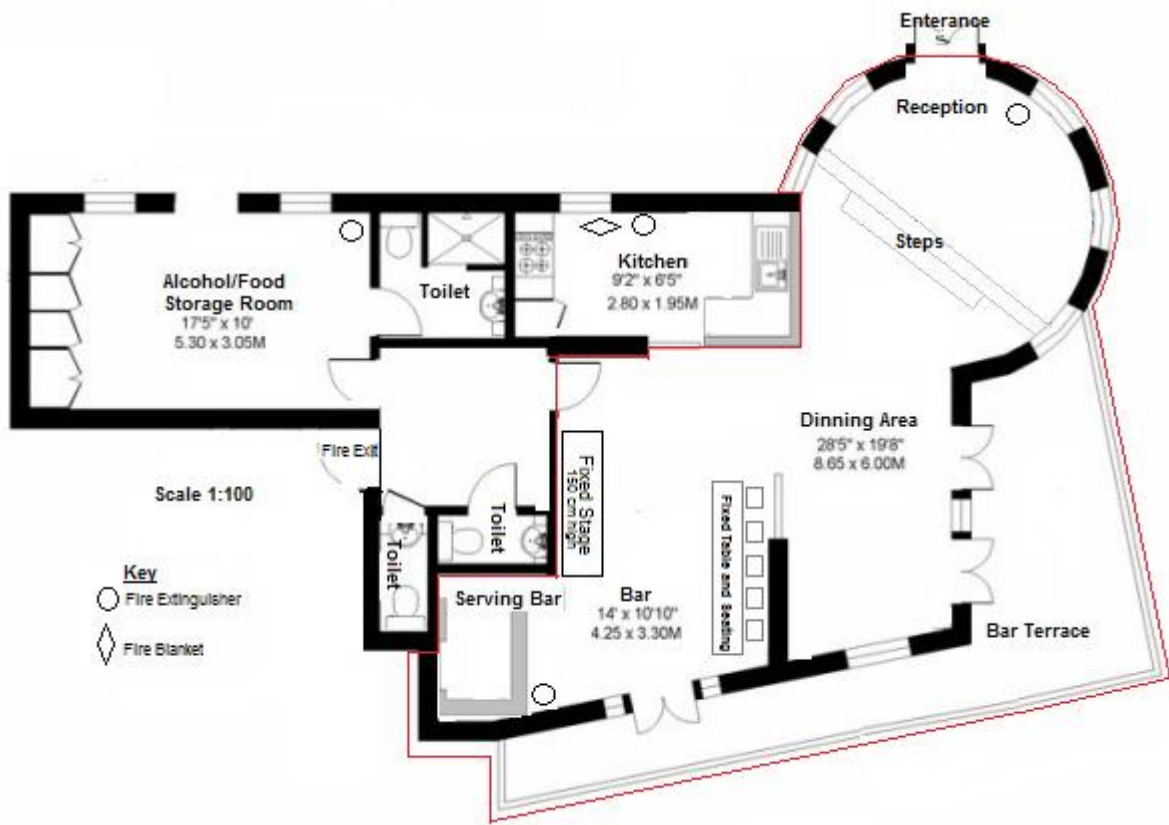 Enterance
Reception
Steps
Kitchen
9'2" x 6'5"
2.80 x 1.95M
Toilet
Alcohol/Food
Storage Room
17'5" x 10'
5.30 x 3.05M
Dinning Area
28'5" x 19'8"
8.65 x 6.00M
Fire Exit
Scale 1:100
Fixed Stage
150 cm high
Fixed Table and Seating
Toilet
Toilet
Key
Fire Extinguisher
Fire Blanket
Serving Bar
Bar
14' x 10'10"
4.25 x 3.30M
Bar Terrace